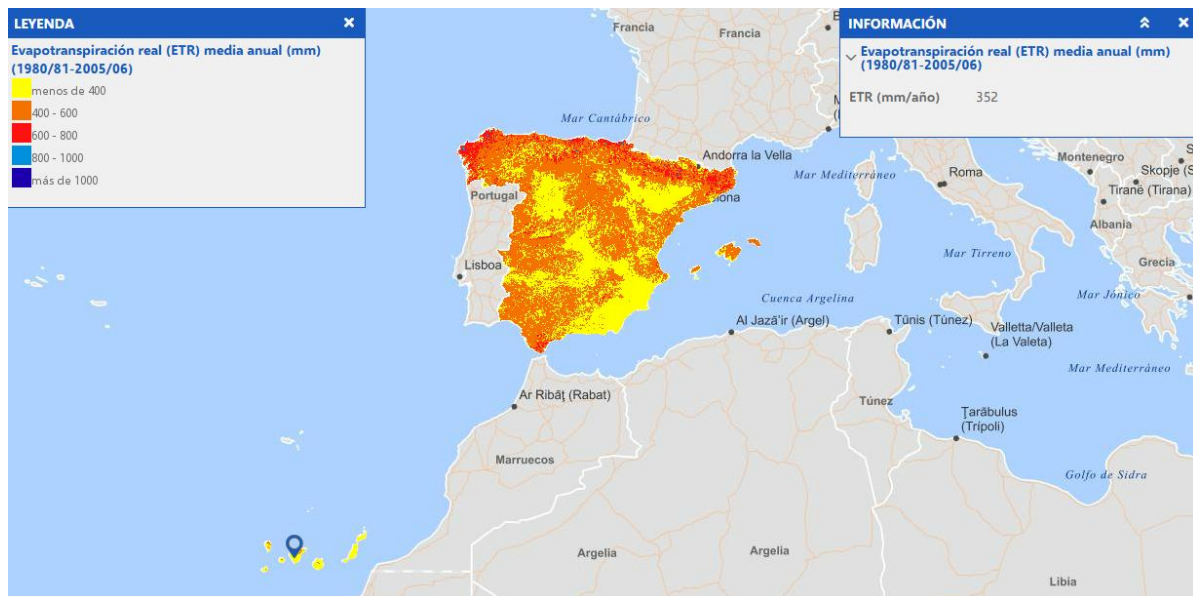 LEYENDA
Evapotranspiración real (ETR) media anual (mm)
(1980/81-2005/06)
menos de 400
400 - 600
600 - 800
800 - 1000
más de 1000
INFORMACIÓN
Evapotranspiración real (ETR) media anual (mm)
(1980/81-2005/06)
ETR (mm/año) 352
Francia
Francia
Mar Cantábrico
Andorra la Vella
Mar Mediterráneo
Roma
Montenegro
Skopje (S
Tiranë (Tirana)
Albania
Portugal
lona
Mar Tirreno
Grecia
Lisboa
Cuenca Argelina
Mar Jónico
Al Jazā'ir (Argel)
Tūnis (Túnez)
Valletta/Valleta
(La Valeta)
Mar Mediterráneo
Ar Ribāţ (Rabat)
Túnez
Ţarābulus
(Trípoli)
Marruecos
Golfo de Sidra
Argelia
Argelia
Libia